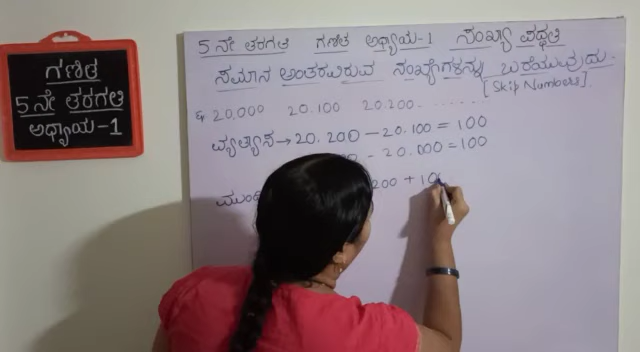 ಗಣಿತ
5 ನೇ ತರಗತಿ
ಅಧ್ಯಾಯ-1
5 ನೇ ತರಗತಿ ಗಣಿತ ಅಧ್ಯಾಯ-1 ಸಂಖ್ಯಾ ಪದ್ಧತಿ
ಸಮಾನ ಅಂತರವಿರುವ ಸಂಖ್ಯೆಗಳನ್ನು ಬರೆಯುವುದು.
[Skip Numbers]
20,000 20.100 20.200.......
ವ್ಯತ್ಯಾಸ → 20.200 - 20.100 = 100
- 20.000 = 100
200 + 10